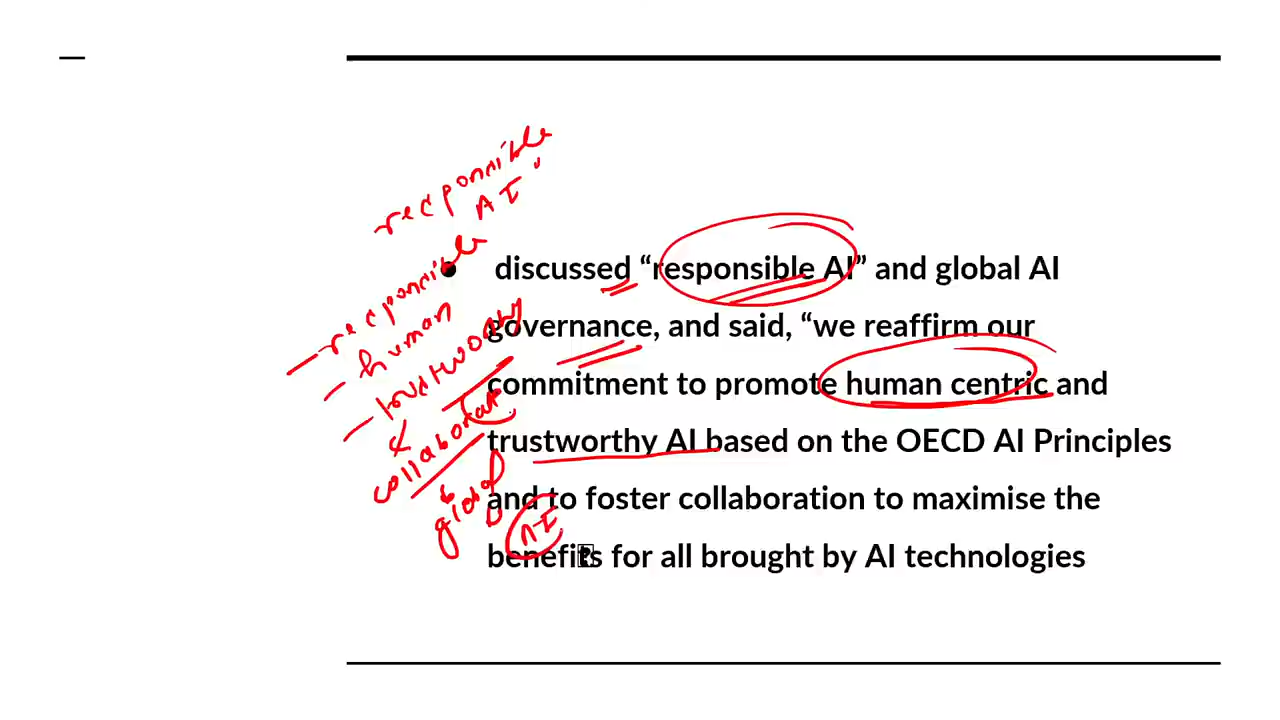 responsible
AI"
discussed “responsible AI” and global AI
governance, and said, “we reaffirm our
commitment to promote human centric and
trustworthy AI based on the OECD AI Principles
and to foster collaboration to maximise the
benefits for all brought by AI technologies
- responsible
- human
- trustworthy
&
global
AI